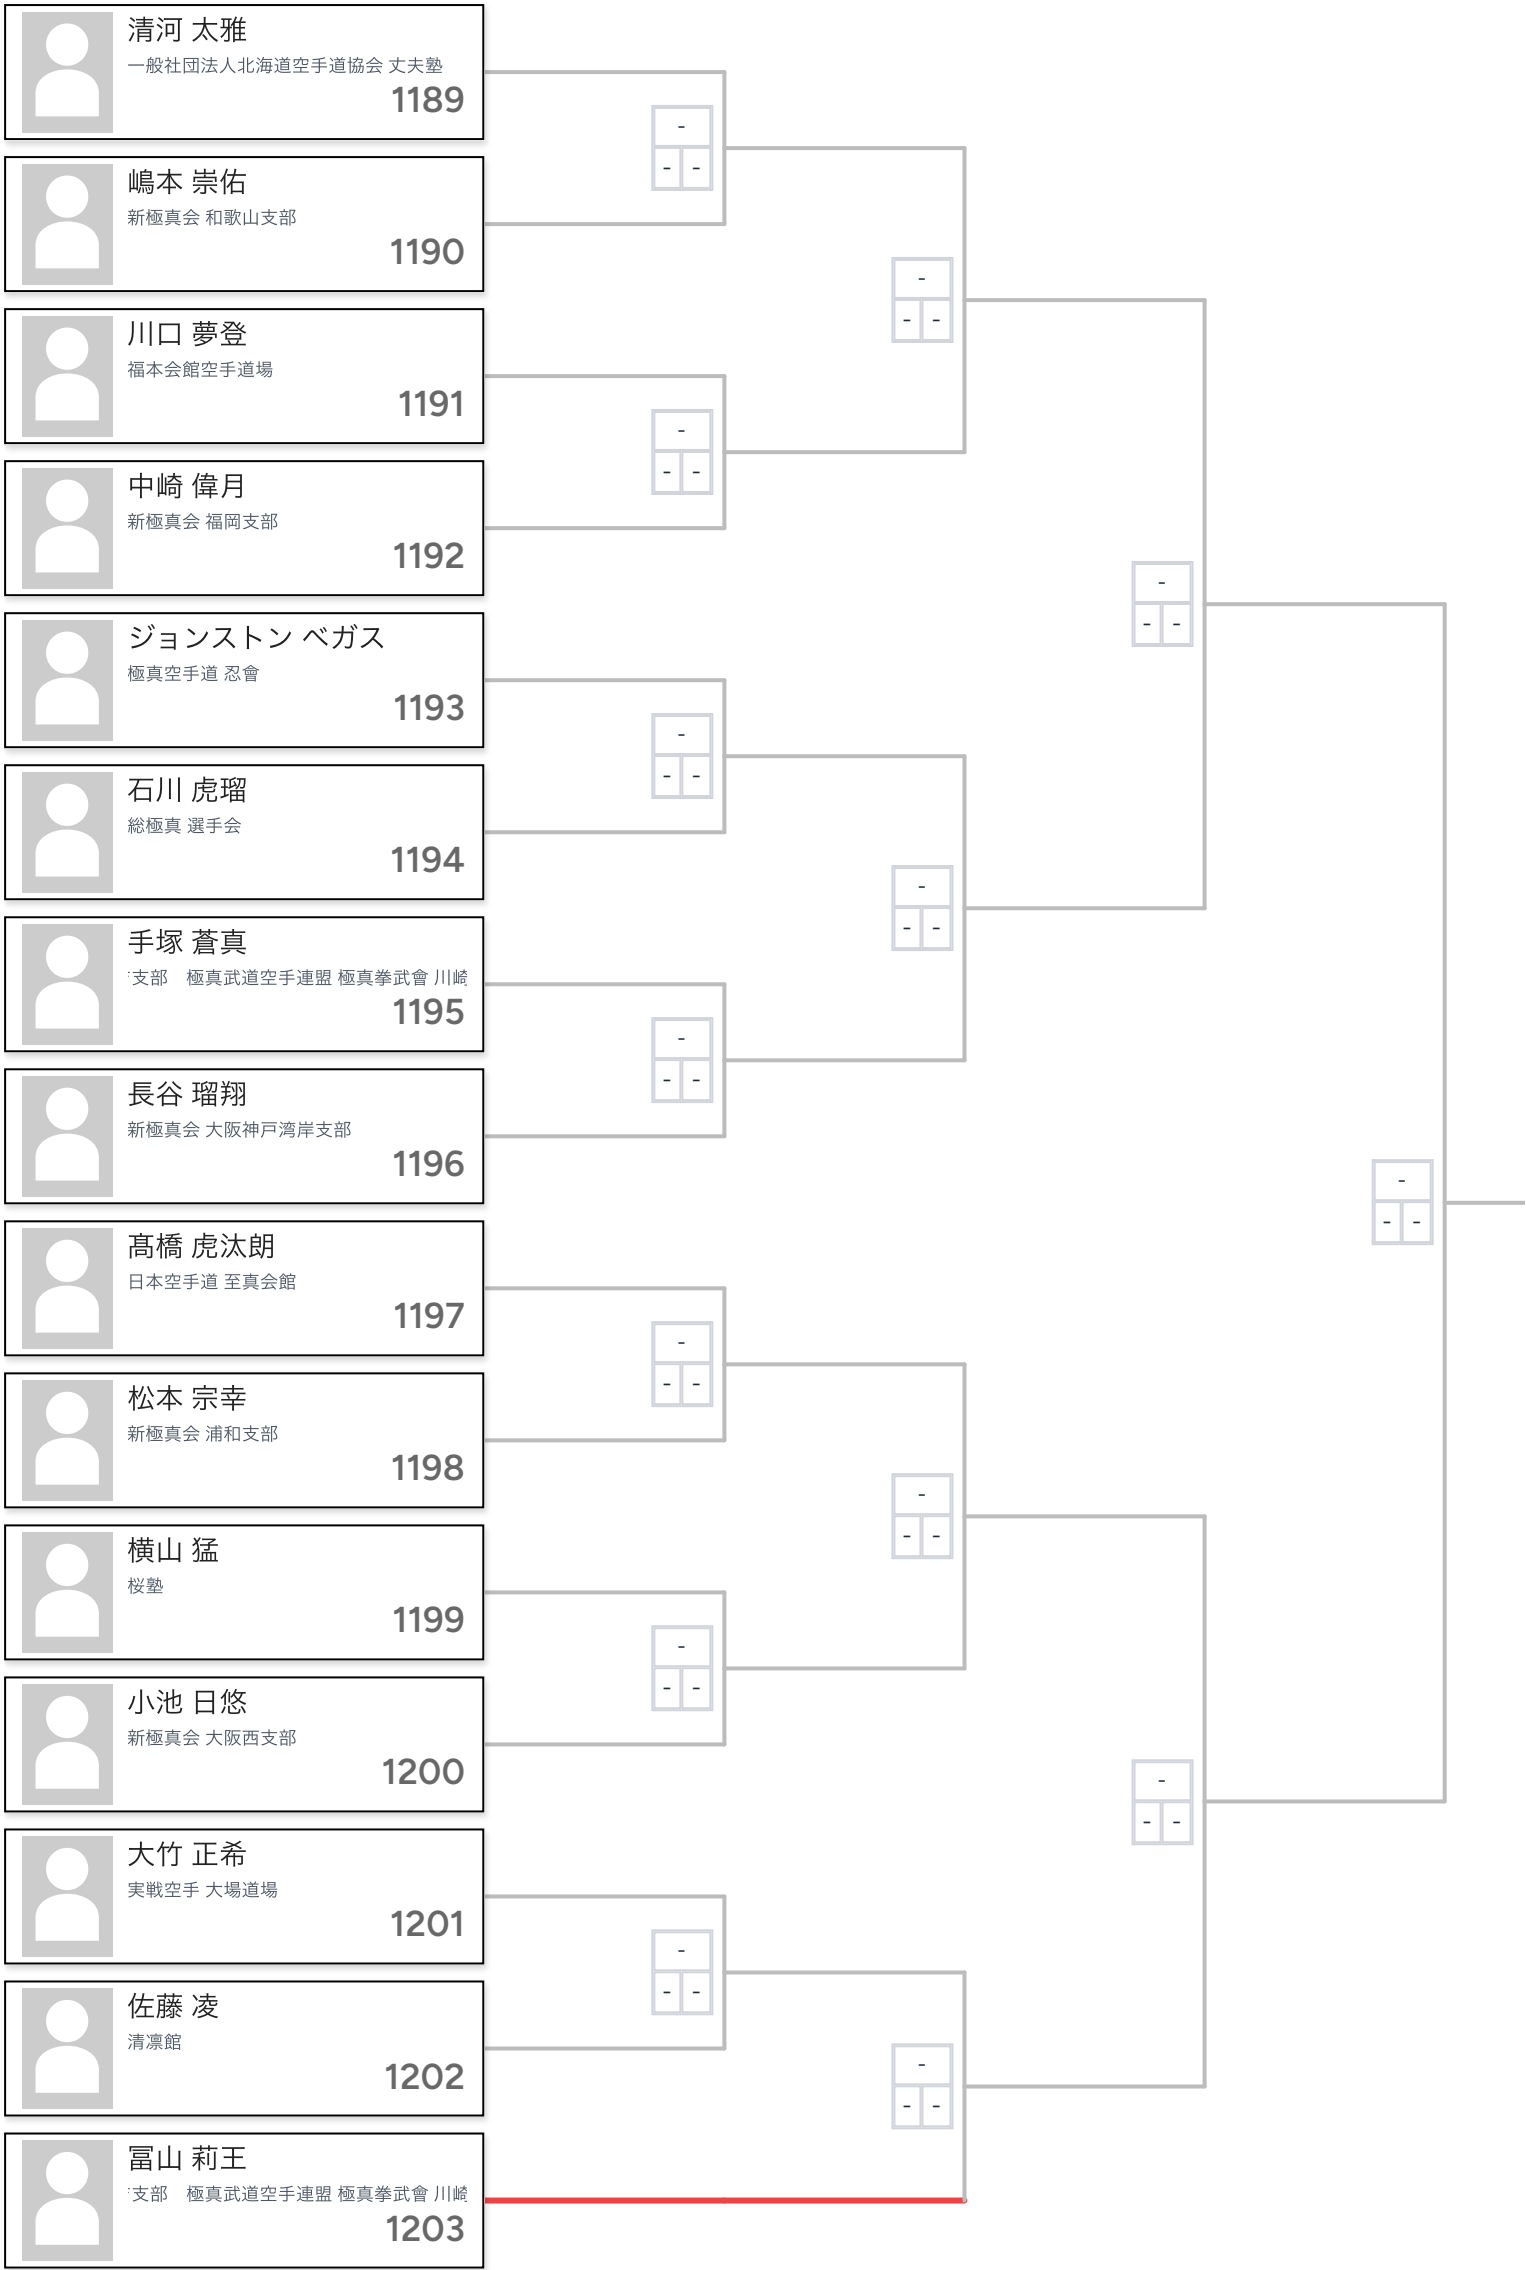 清河 太雅
一般社団法人北海道空手道協会 丈夫塾
1189
-
- -
嶋本 崇佑
新極真会 和歌山支部
1190
-
- -
川口 夢登
福本会館空手道場
1191
-
- -
中崎 偉月
新極真会 福岡支部
1192
-
- -
ジョンストン ベガス
極真空手道 忍會
1193
-
- -
石川 虎瑠
総極真 選手会
1194
-
- -
手塚 蒼真
支部　極真武道空手連盟 極真拳武會 川崎
1195
-
- -
長谷 瑠翔
新極真会 大阪神戸湾岸支部
1196
-
- -
髙橋 虎汰朗
日本空手道 至真会館
1197
-
- -
松本 宗幸
新極真会 浦和支部
1198
-
- -
横山 猛
桜塾
1199
-
- -
小池 日悠
新極真会 大阪西支部
1200
-
- -
大竹 正希
実戦空手 大場道場
1201
-
- -
佐藤 凌
清凛館
1202
-
- -
冨山 莉王
支部　極真武道空手連盟 極真拳武會 川崎
1203